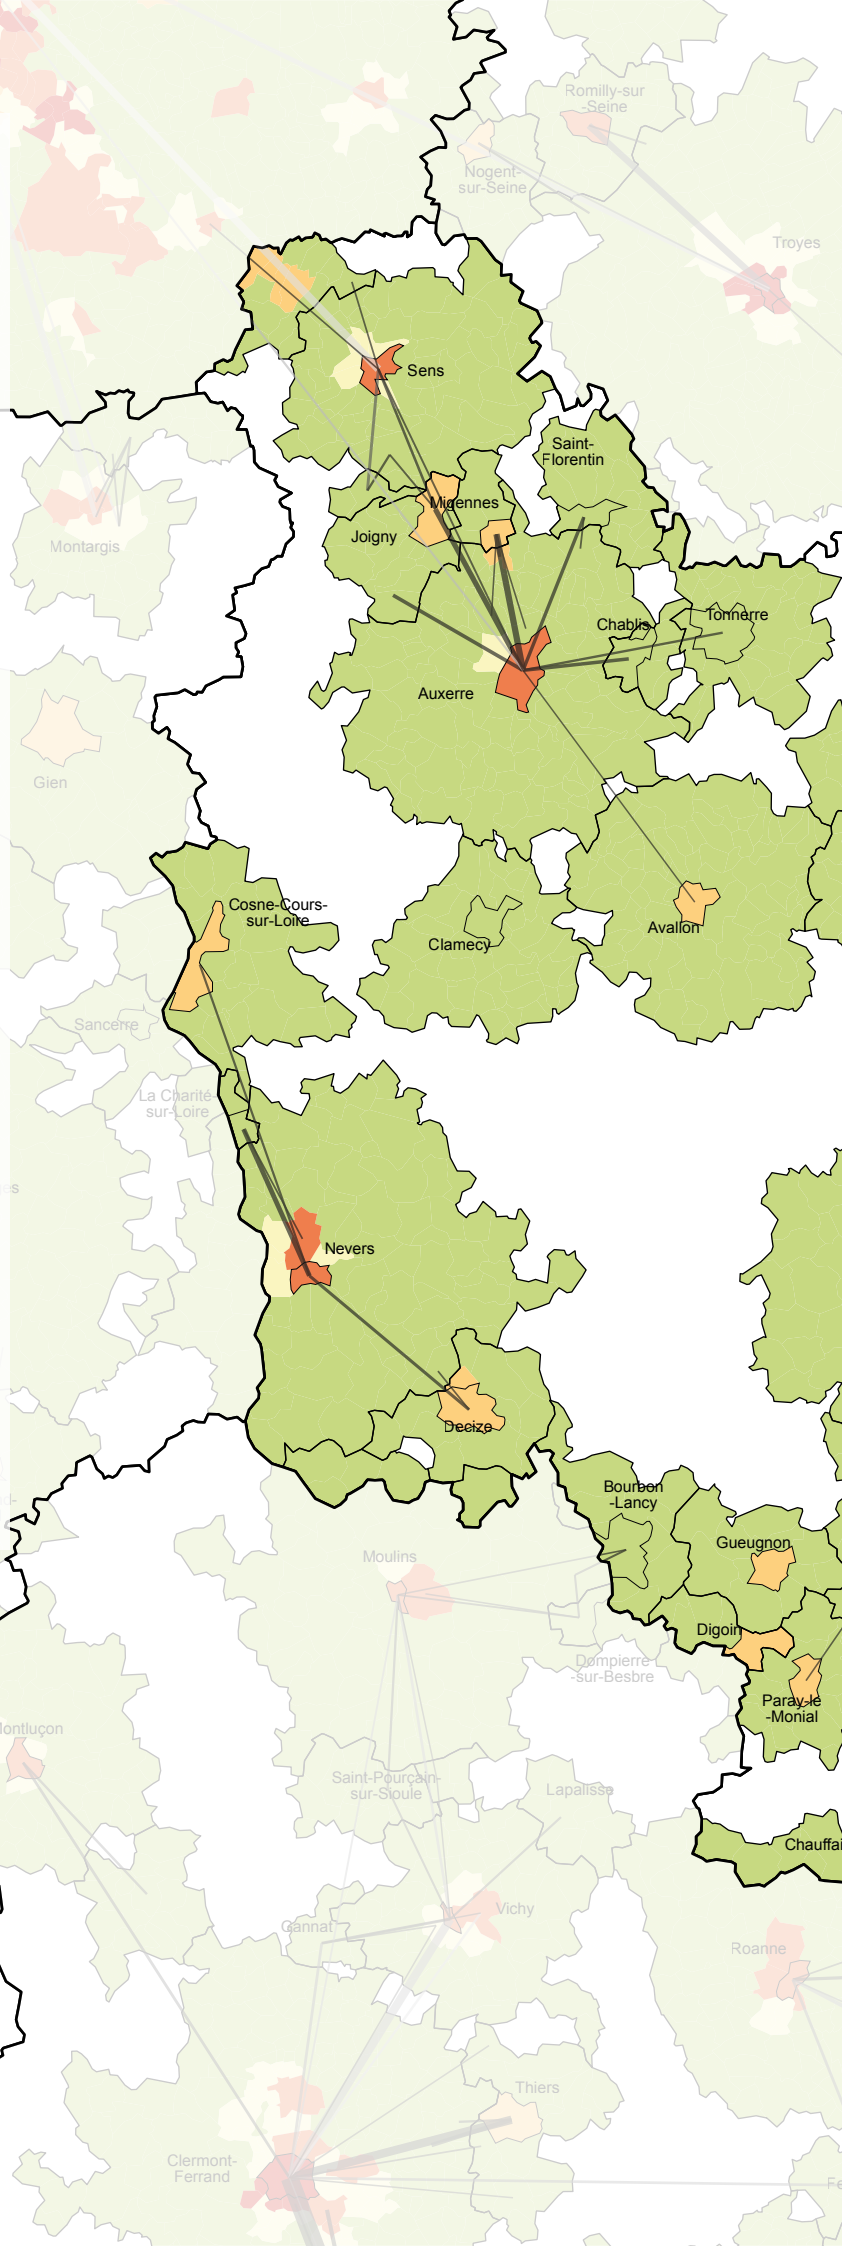 Romilly-sur
-Seine
Nogent-
sur-Seine
Troyes
Sens
Saint-
Florentin
Migennes
Joigny
Montargis
Chablis
Tonnerre
Auxerre
Gien
Cosne-Cours-
sur-Loire
Avallon
Clamecy
Sancerre
La Charité-
sur-Loire
Nevers
Decize
Bourbon
-Lancy
Gueugnon
Moulins
Digoin
Dompierre
-sur-Besbre
Paray-le
-Monial
Montluçon
Saint-Pourçain-
sur-Sioule
Lapalisse
Chauffai
Vichy
Gannat
Roanne
Thiers
Clermont-
Ferrand